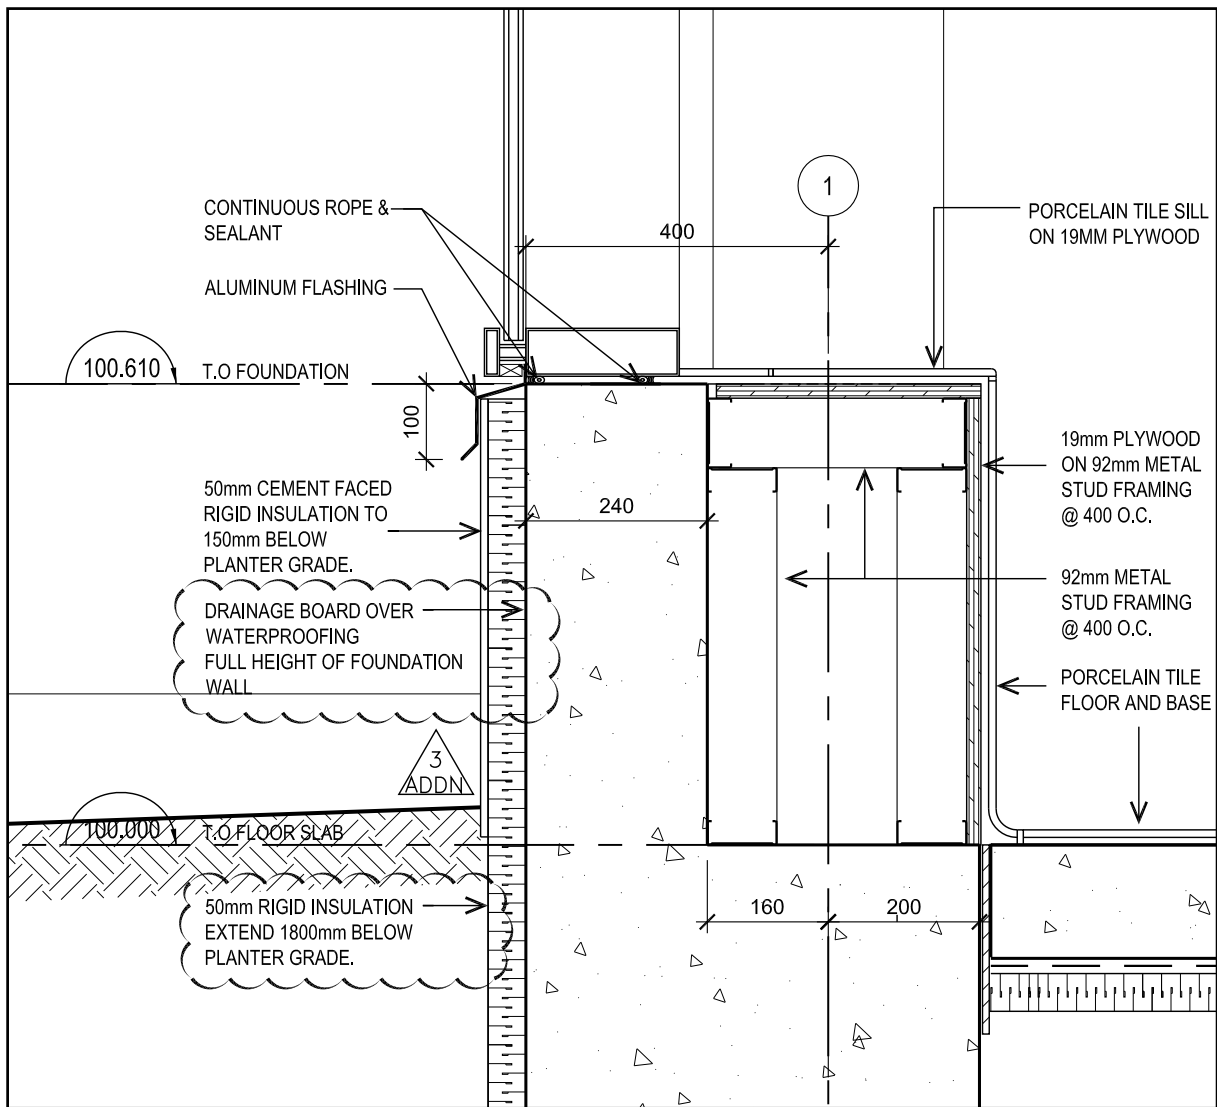 1
CONTINUOUS ROPE &
SEALANT
400
PORCELAIN TILE SILL
ON 19MM PLYWOOD
ALUMINUM FLASHING
100.610
T.O FOUNDATION
100
19mm PLYWOOD
ON 92mm METAL
STUD FRAMING
@ 400 O.C.
50mm CEMENT FACED
RIGID INSULATION TO
150mm BELOW
PLANTER GRADE.
240
92mm METAL
STUD FRAMING
@ 400 O.C.
DRAINAGE BOARD OVER
WATERPROOFING
FULL HEIGHT OF FOUNDATION
WALL
PORCELAIN TILE
FLOOR AND BASE
3
ADDN
100.000
T.O FLOOR SLAB
50mm RIGID INSULATION
EXTEND 1800mm BELOW
PLANTER GRADE.
160
200